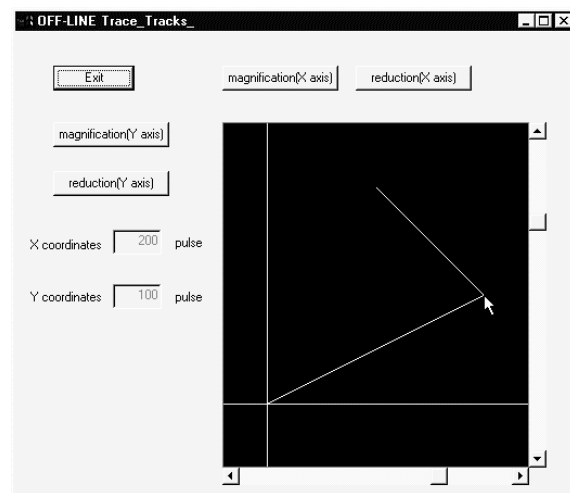 OFF-LINE Trace_Tracks_
Exit
magnification(X axis)
reduction(X axis)
magnification(Y axis)
reduction(Y axis)
X coordinates 200 pulse
Y coordinates 100 pulse